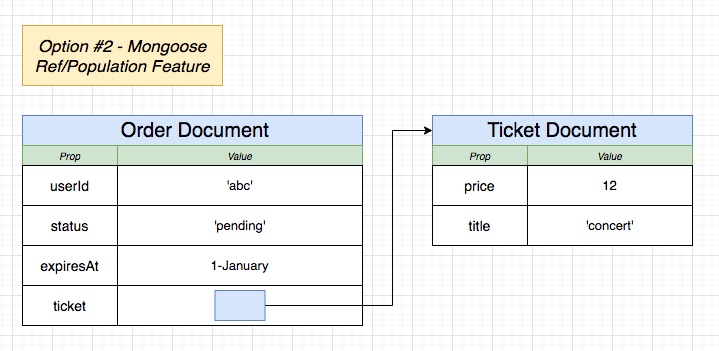 Option #2 - Mongoose
Ref/Population Feature
Order Document
Prop Value
userId 'abc'
status 'pending'
expiresAt 1-January
ticket
Ticket Document
Prop Value
price 12
title 'concert'